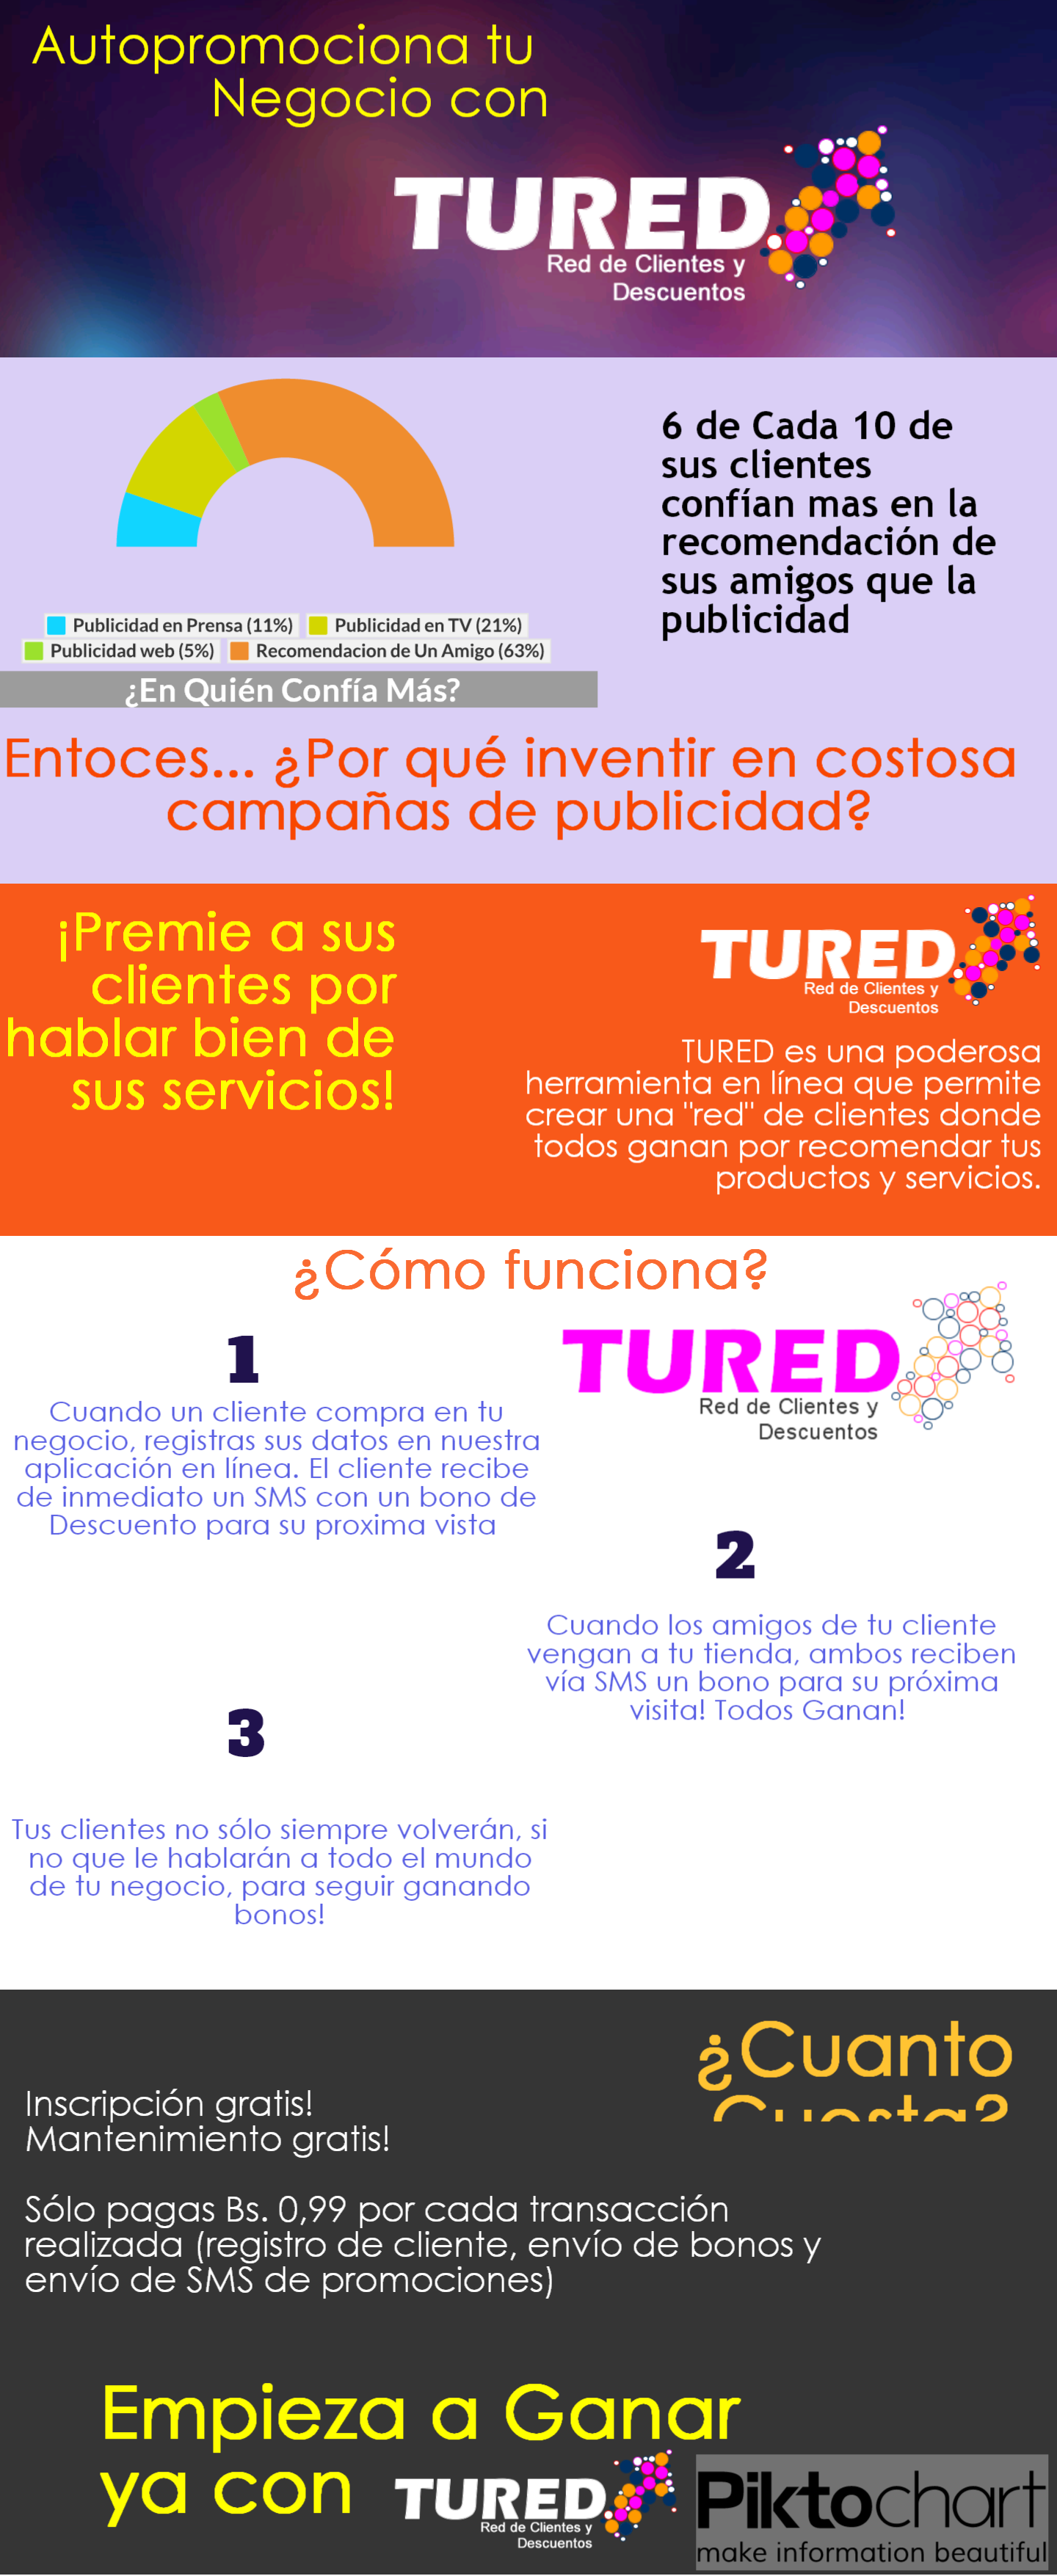 Autopromociona tu
Negocio con
TURED
Red de Clientes y
Descuentos
6 de Cada 10 de
sus clientes
confían mas en la
recomendación de
sus amigos que la
publicidad
Publicidad en Prensa (11%) Publicidad en TV (21%)
Publicidad web (5%) Recomendacion de Un Amigo (63%)
¿En Quién Confía Más?
Entoces... ¿Por qué inventir en costosa
campañas de publicidad?
¡Premie a sus
clientes por
hablar bien de
sus servicios!
TURED
Red de Clientes y
Descuentos
TURED es una poderosa
herramienta en línea que permite
crear una "red" de clientes donde
todos ganan por recomendar tus
productos y servicios.
¿Cómo funciona?
TURED
Red de Clientes y
Descuentos
1
Cuando un cliente compra en tu
negocio, registras sus datos en nuestra
aplicación en línea. El cliente recibe
de inmediato un SMS con un bono de
Descuento para su proxima vista
2
Cuando los amigos de tu cliente
vengan a tu tienda, ambos reciben
vía SMS un bono para su próxima
visita! Todos Ganan!
3
Tus clientes no sólo siempre volverán, si
no que le hablarán a todo el mundo
de tu negocio, para seguir ganando
bonos!
¿Cuanto
Cuesta?
Inscripción gratis!
Mantenimiento gratis!
Sólo pagas Bs. 0,99 por cada transacción
realizada (registro de cliente, envío de bonos y
envío de SMS de promociones)
Empieza a Ganar
ya con TURED
Red de Clientes y
Descuentos
Piktochart
make information beautiful